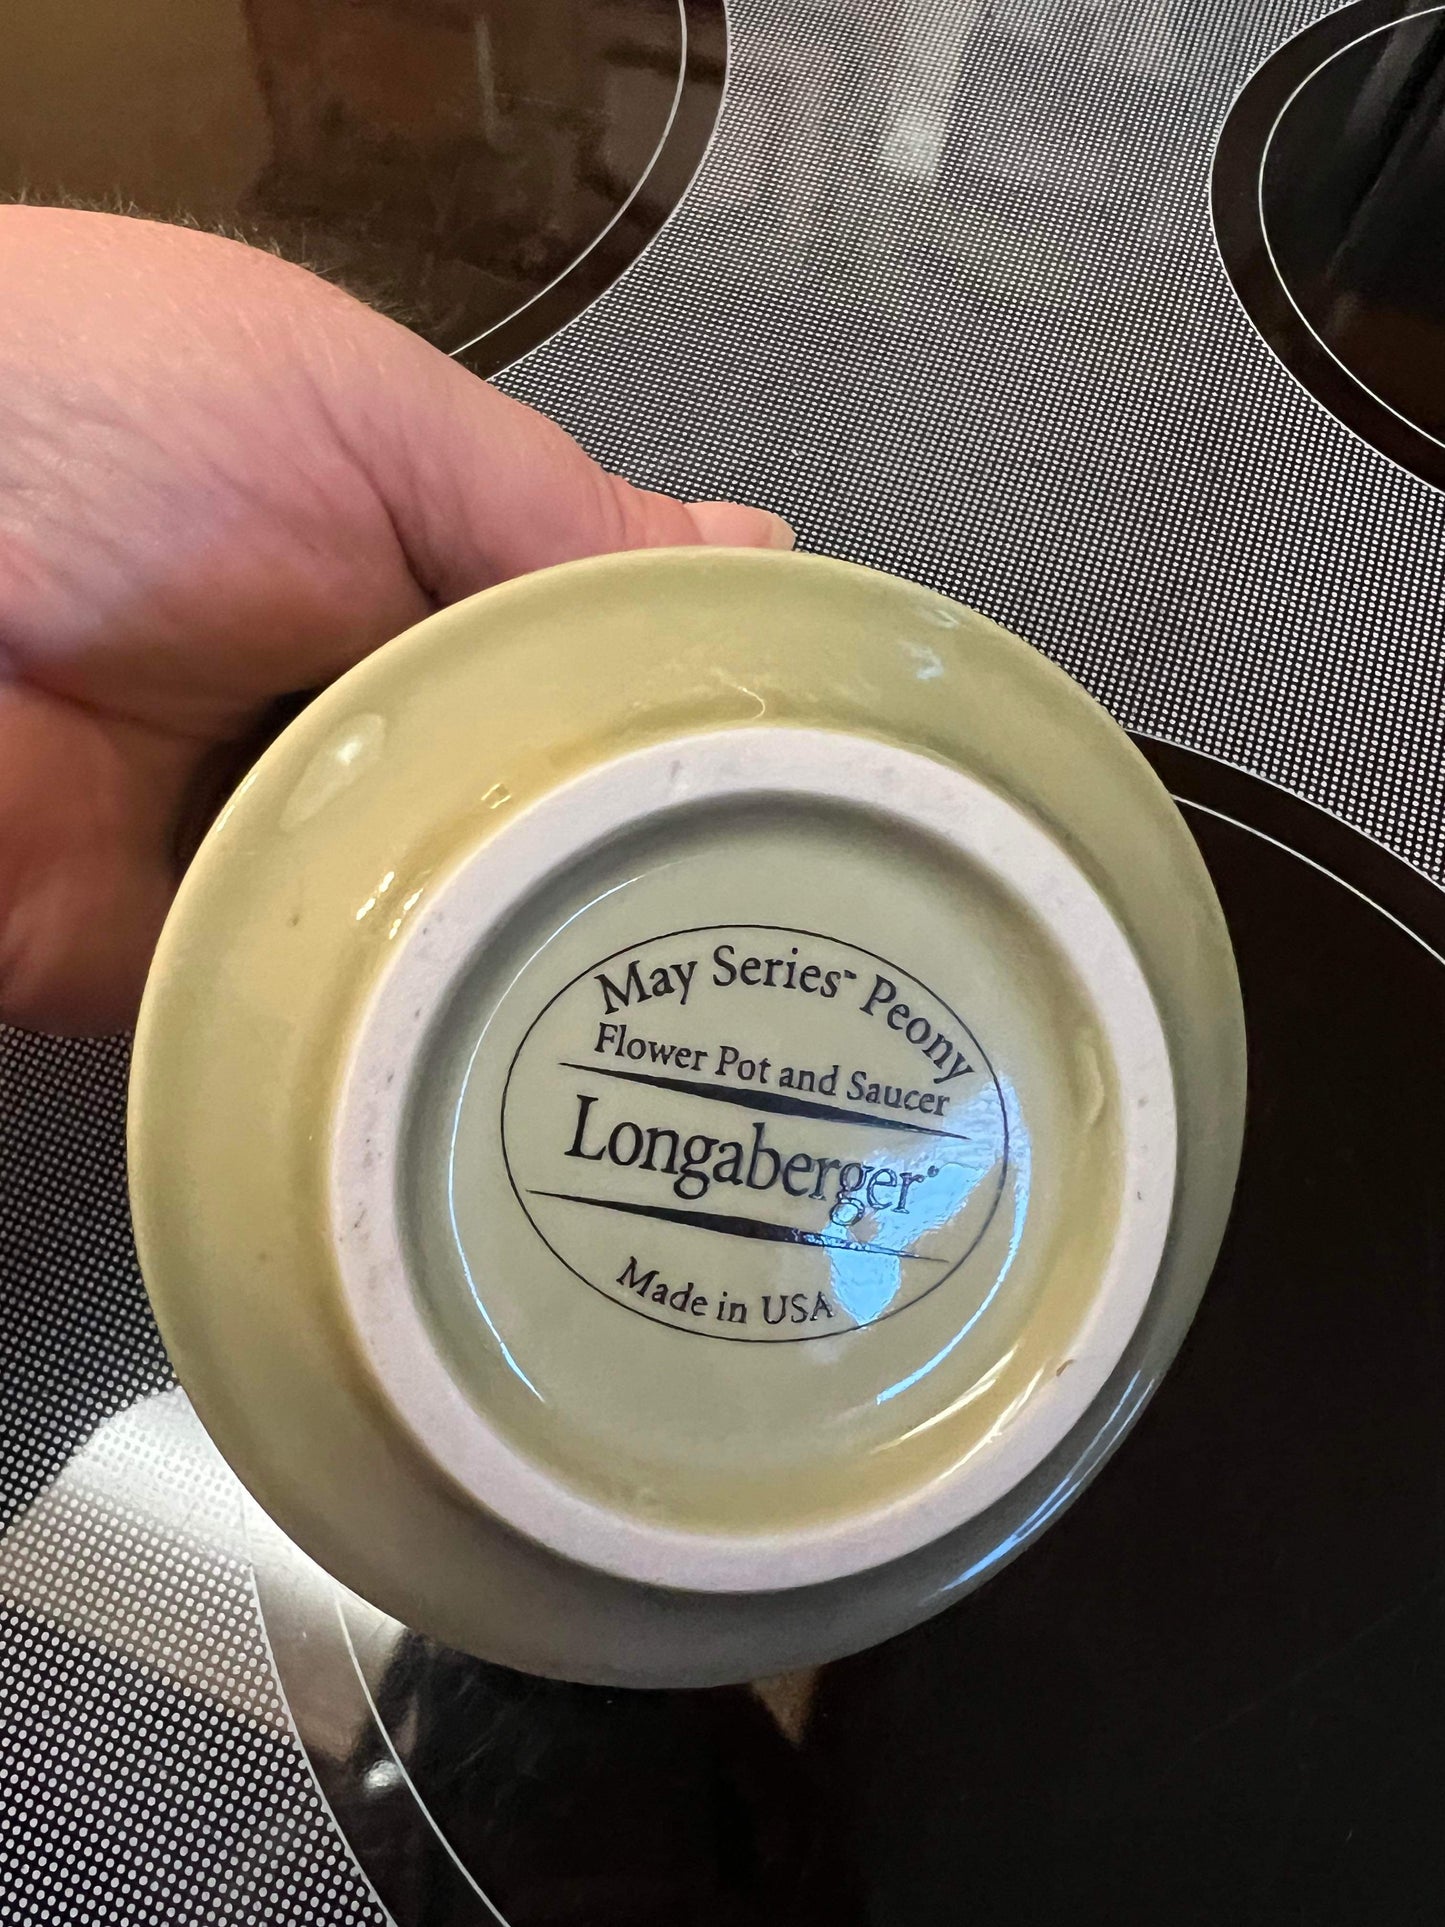 May Series™ Peony
Flower Pot and Saucer
Longaberger®
Made in USA